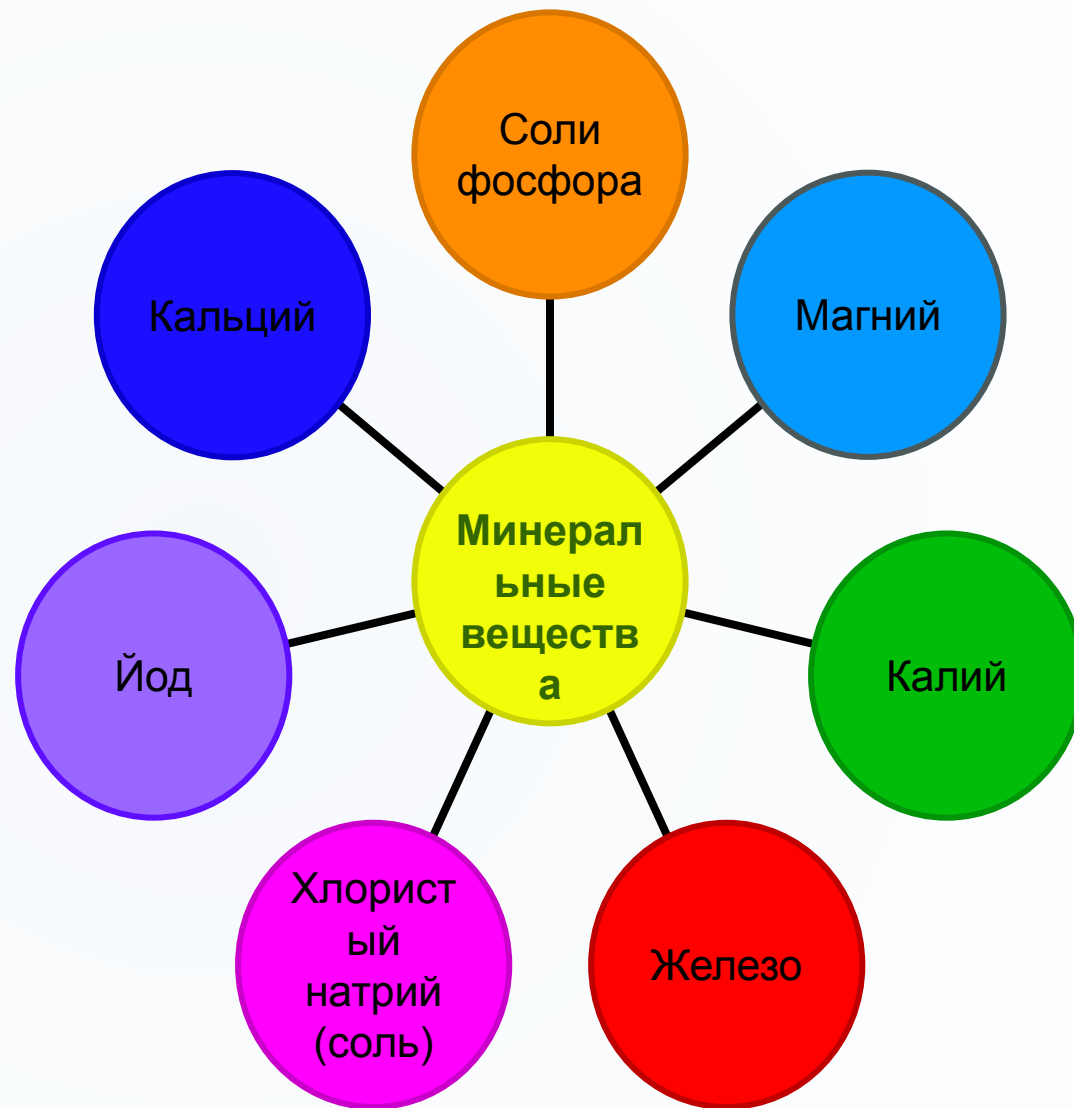 Соли
фосфора
Магний
Калий
Железо
Хлорист
ый
натрий
(соль)
Йод
Кальций
Минерал
ьные
веществ
а